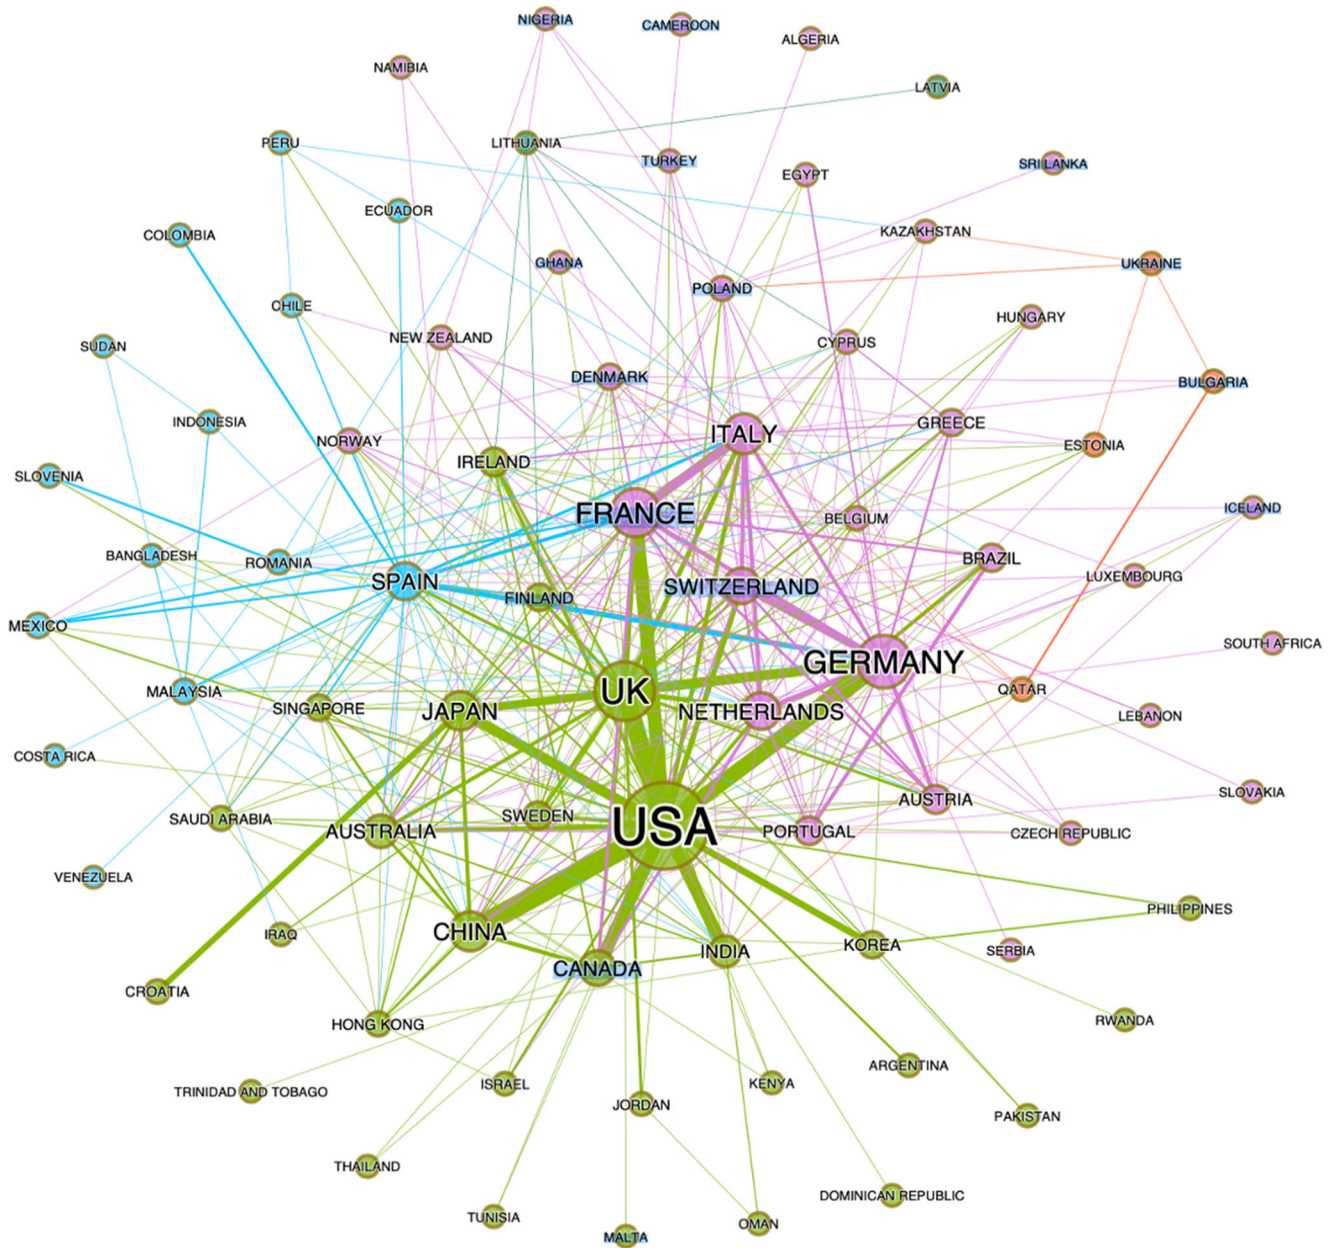 NIGERIA
CAMEROON
ALGERIA
NAMIBIA
LATVIA
PERU
LITHUANIA
TURKEY
SRI LANKA
EGYPT
ECUADOR
COLOMBIA
KAZAKHSTAN
GHANA
UKRAINE
POLAND
CHILE
HUNGARY
NEW ZEALAND
CYPRUS
SUDAN
DENMARK
BULGARIA
INDONESIA
GREECE
ITALY
NORWAY
ESTONIA
IRELAND
SLOVENIA
ICELAND
FRANCE
BELGIUM
BANGLADESH
ROMANIA
BRAZIL
SPAIN
LUXEMBOURG
SWITZERLAND
FINLAND
MEXICO
SOUTH AFRICA
GERMANY
MALAYSIA
UK
QATAR
SINGAPORE
JAPAN
NETHERLANDS
LEBANON
COSTA RICA
SLOVAKIA
AUSTRIA
SAUDI ARABIA
SWEDEN
USA
AUSTRALIA
PORTUGAL
CZECH REPUBLIC
VENEZUELA
PHILIPPINES
IRAQ
CHINA
KOREA
INDIA
SERBIA
CANADA
CROATIA
HONG KONG
RWANDA
ARGENTINA
ISRAEL
KENYA
TRINIDAD AND TOBAGO
JORDAN
PAKISTAN
THAILAND
DOMINICAN REPUBLIC
TUNISIA
OMAN
MALTA